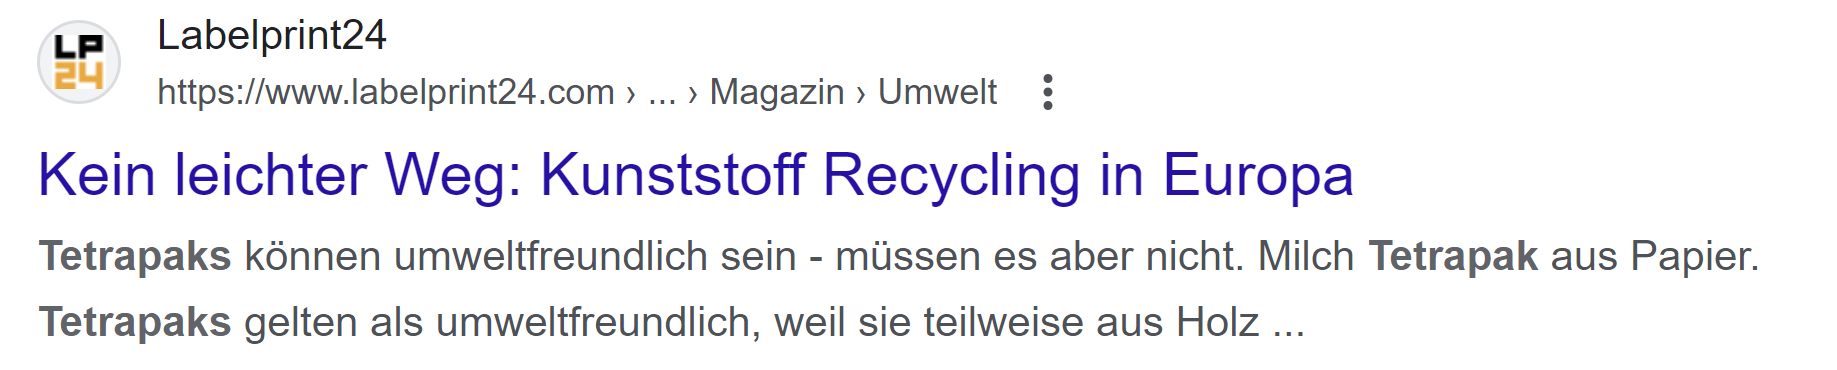 LP
24
Labelprint24
https://www.labelprint24.com › ... › Magazin › Umwelt
Kein leichter Weg: Kunststoff Recycling in Europa
Tetrapaks können umweltfreundlich sein - müssen es aber nicht. Milch Tetrapak aus Papier.
Tetrapaks gelten als umweltfreundlich, weil sie teilweise aus Holz ...